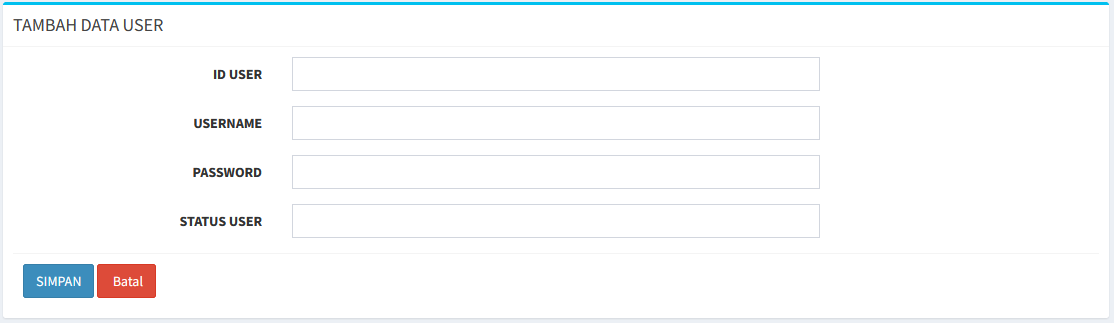 TAMBAH DATA USER
ID USER
USERNAME
PASSWORD
STATUS USER
SIMPAN Batal